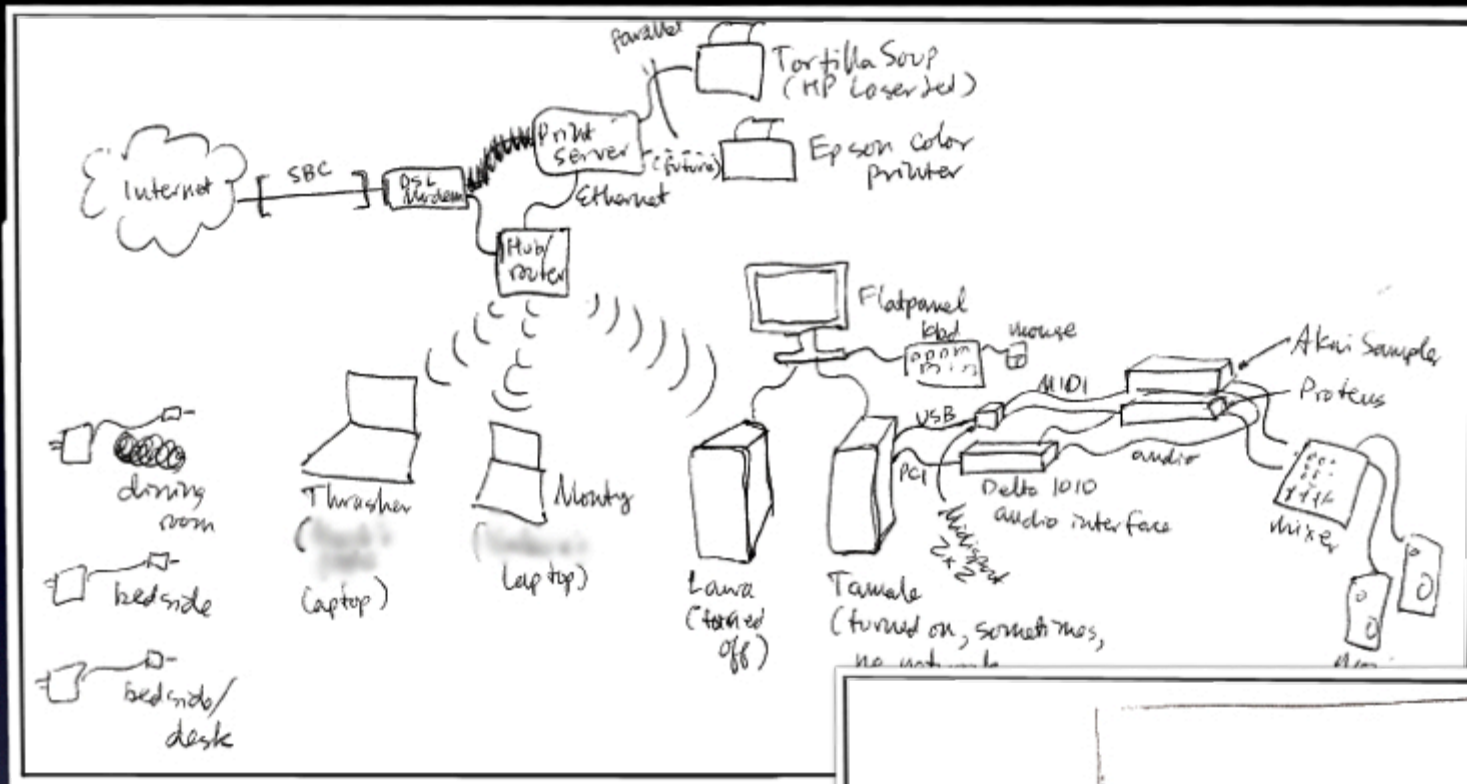 parallel
Tortilla Soup
(HP LaserJet)
Print
Server
(future)
Epson color
printer
Internet
SBC
DSL
Modem
Ethernet
Hub/
router
Flatpanel
kbd
mouse
Akai Sampler
Proteus
MIDI
USB
PCI
audio
Delta 1010
audio interface
Midisport
2x2
mixer
dining
room
Thrasher
(
laptop)
Monty
(
laptop)
Lava
(turned
off)
Tamale
(turned on, sometimes,
bedside
bedside/
desk